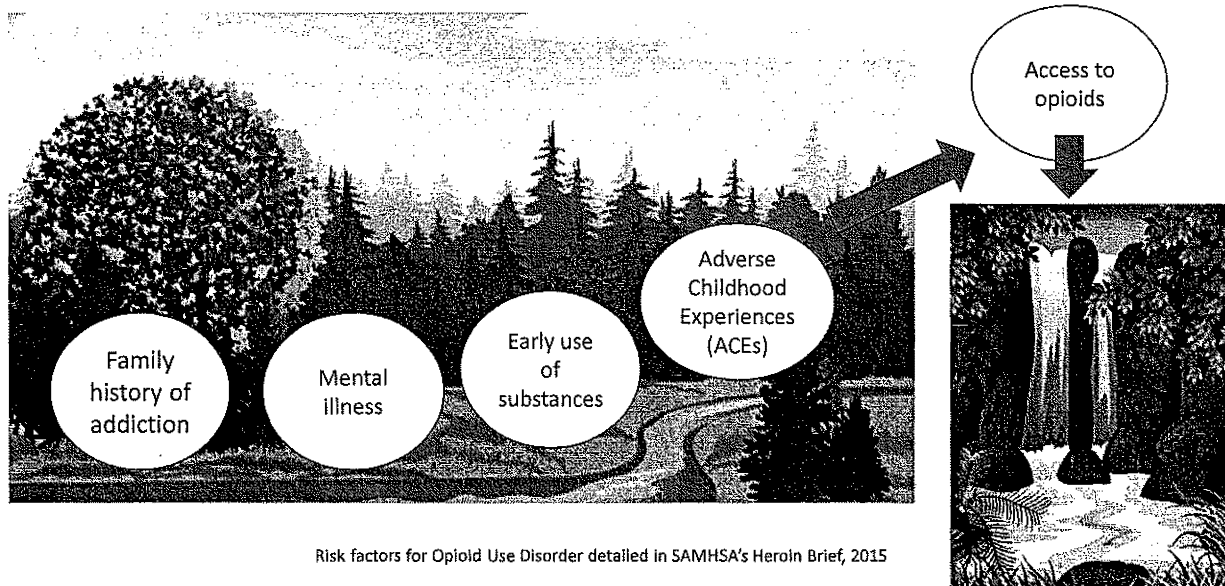 Access to
opioids
Adverse
Childhood
Experiences
(ACEs)
Early use
of
substances
Mental
illness
Family
history of
addiction
Risk factors for Opioid Use Disorder detailed in SAMHSA's Heroin Brief, 2015